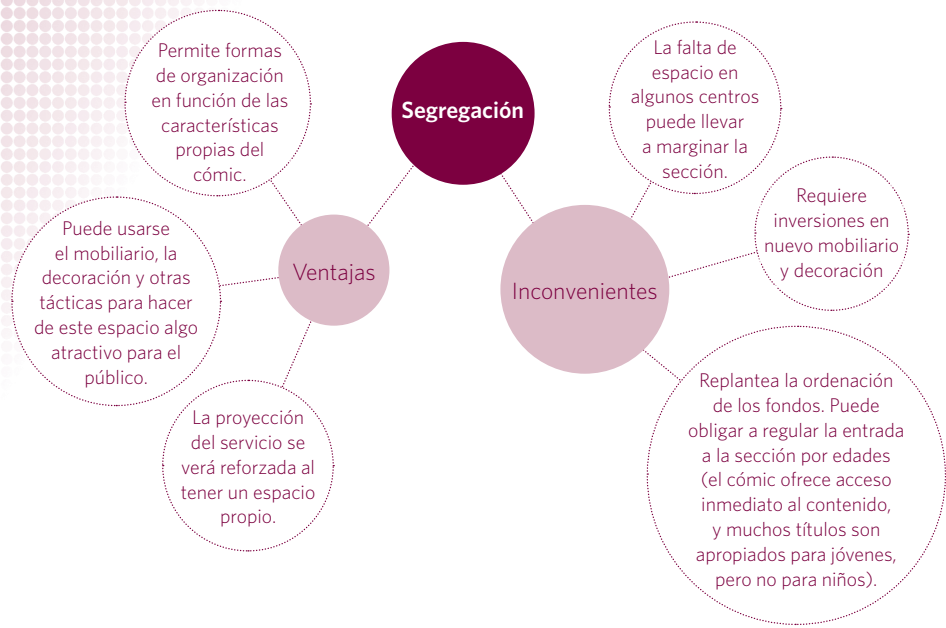 Segregación
Ventajas
Permite formas
de organización
en función de las
características
propias del
cómic.
Puede usarse
el mobiliario, la
decoración y otras
tácticas para hacer
de este espacio algo
atractivo para el
público.
La proyección
del servicio se
verá reforzada al
tener un espacio
propio.
Inconvenientes
La falta de
espacio en
algunos centros
puede llevar
a marginar la
sección.
Requiere
inversiones en
nuevo mobiliario
y decoración
Replantea la ordenación
de los fondos. Puede
obligar a regular la entrada
a la sección por edades
(el cómic ofrece acceso
inmediato al contenido,
y muchos títulos son
apropiados para jóvenes,
pero no para niños).